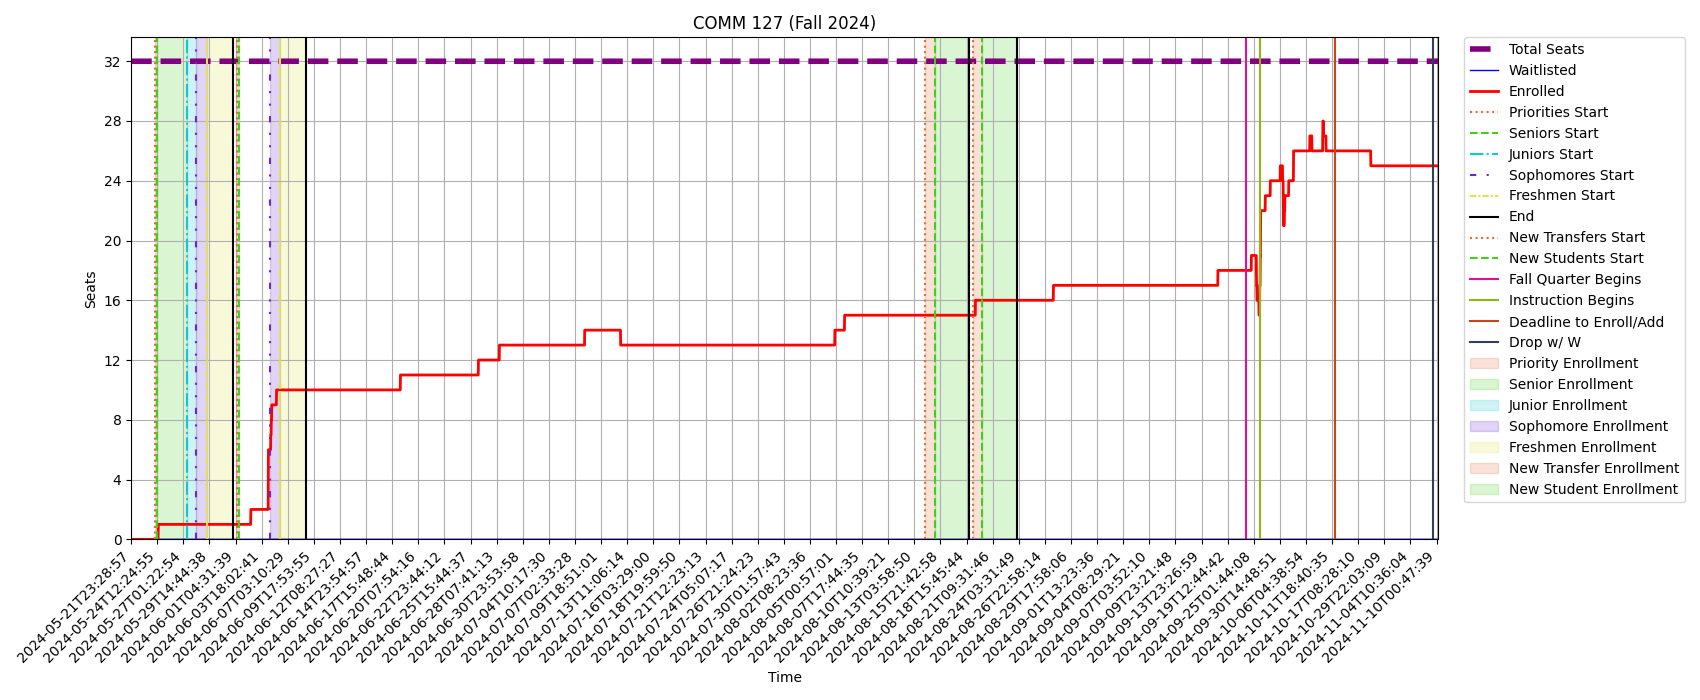 COMM 127 (Fall 2024)
Seats
32
28
24
20
16
12
8
4
0
2024-05-21T23:28:57
2024-05-24T12:24:55
2024-05-27T01:22:54
2024-05-29T14:44:38
2024-06-01T04:31:39
2024-06-03T18:02:41
2024-06-07T03:10:29
2024-06-09T17:53:55
2024-06-12T08:27:27
2024-06-14T23:54:57
2024-06-17T15:48:44
2024-06-20T07:54:16
2024-06-22T23:44:12
2024-06-25T15:44:37
2024-06-28T07:41:13
2024-06-30T23:53:58
2024-07-04T10:17:30
2024-07-07T02:33:28
2024-07-09T18:51:01
2024-07-13T11:06:14
2024-07-16T03:29:00
2024-07-18T19:59:50
2024-07-21T12:23:13
2024-07-24T05:07:17
2024-07-26T21:24:23
2024-07-30T01:57:43
2024-08-02T08:23:36
2024-08-05T00:57:01
2024-08-07T17:44:35
2024-08-10T10:39:21
2024-08-13T03:58:50
2024-08-15T21:42:58
2024-08-18T15:45:44
2024-08-21T09:31:46
2024-08-24T03:31:49
2024-08-26T22:58:14
2024-08-29T17:58:06
2024-09-01T13:23:36
2024-09-04T08:29:21
2024-09-07T03:52:10
2024-09-09T23:21:48
2024-09-13T23:26:59
2024-09-19T12:44:42
2024-09-25T01:44:08
2024-09-30T14:48:51
2024-10-06T04:38:54
2024-10-11T18:40:35
2024-10-17T08:28:10
2024-10-29T22:03:09
2024-11-04T10:36:04
2024-11-10T00:47:39
Time
Total Seats
Waitlisted
Enrolled
Priorities Start
Seniors Start
Juniors Start
Sophomores Start
Freshmen Start
End
New Transfers Start
New Students Start
Fall Quarter Begins
Instruction Begins
Deadline to Enroll/Add
Drop w/ W
Priority Enrollment
Senior Enrollment
Junior Enrollment
Sophomore Enrollment
Freshmen Enrollment
New Transfer Enrollment
New Student Enrollment